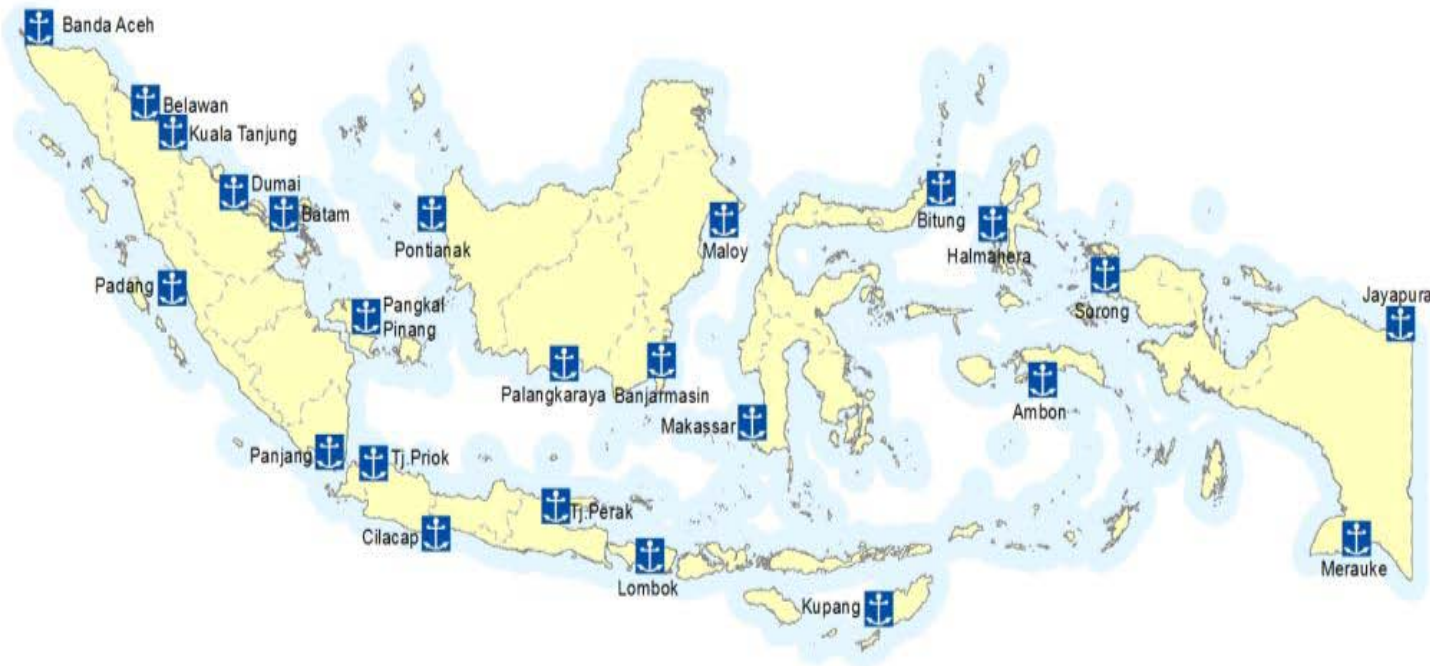 Banda Aceh
Belawan
Kuala Tanjung
Dumai
Batam
Pontianak
Maloy
Bitung
Halmahera
Padang
Pangkal
Pinang
Sorong
Jayapura
Palangkaraya
Banjarmasin
Makassar
Ambon
Panjang
Tj.Priok
Tj.Perak
Cilacap
Lombok
Kupang
Merauke